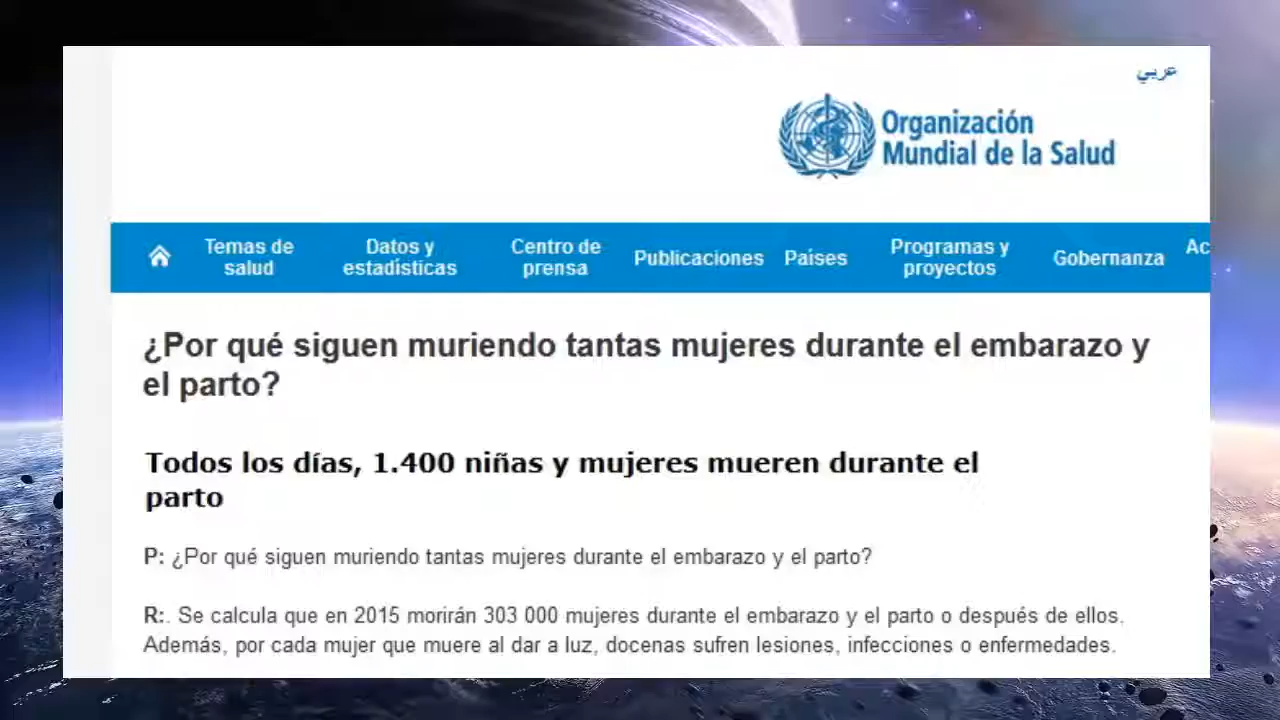 عربي
Organización
Mundial de la Salud
Temas de
salud
Datos y
estadísticas
Centro de
prensa
Publicaciones
Países
Programas y
proyectos
Gobernanza
Ac
¿Por qué siguen muriendo tantas mujeres durante el embarazo y
el parto?
Todos los días, 1.400 niñas y mujeres mueren durante el
parto
P: ¿Por qué siguen muriendo tantas mujeres durante el embarazo y el parto?
R:. Se calcula que en 2015 morirán 303 000 mujeres durante el embarazo y el parto o después de ellos.
Además, por cada mujer que muere al dar a luz, docenas sufren lesiones, infecciones o enfermedades.